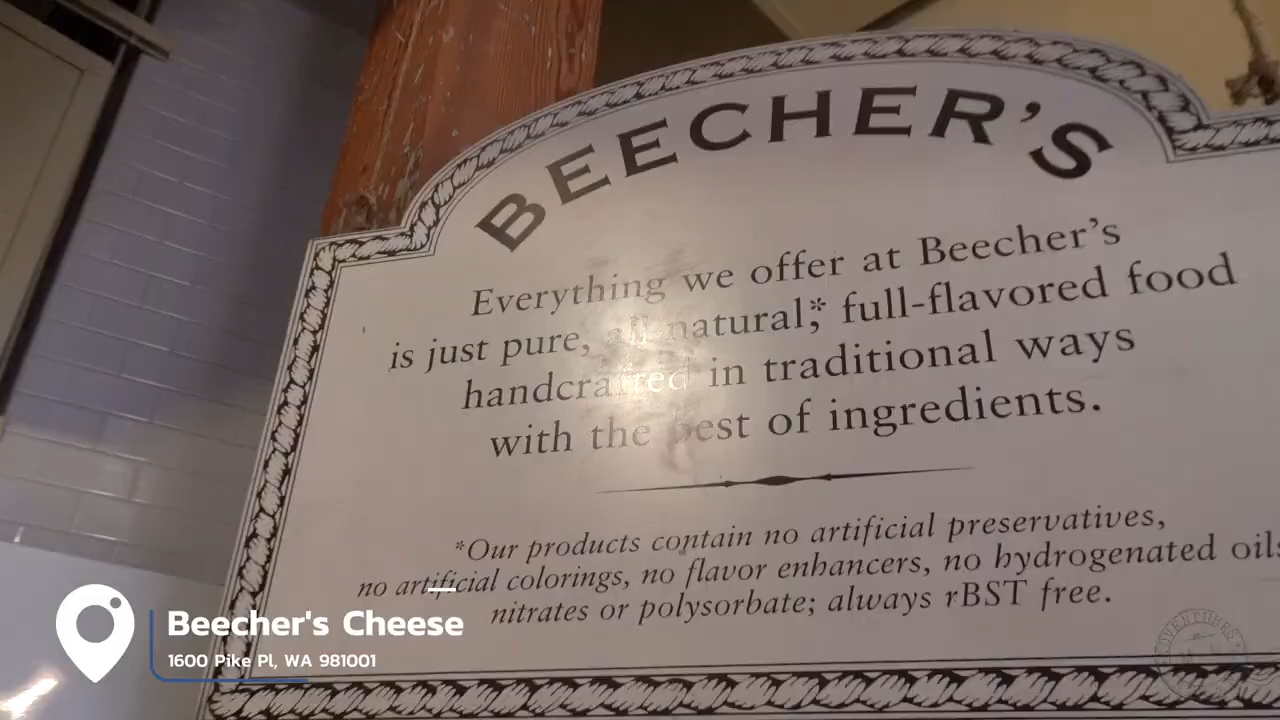 BEECHER'S
Everything we offer at Beecher's
is just pure, all natural,* full-flavored food
handcrafted in traditional ways
with the best of ingredients.
*Our products contain no artificial preservatives,
no artificial colorings, no flavor enhancers, no hydrogenated oils
nitrates or polysorbate; always rBST free.
Beecher's Cheese
1600 Pike Pl, WA 981001
ADVENTURES